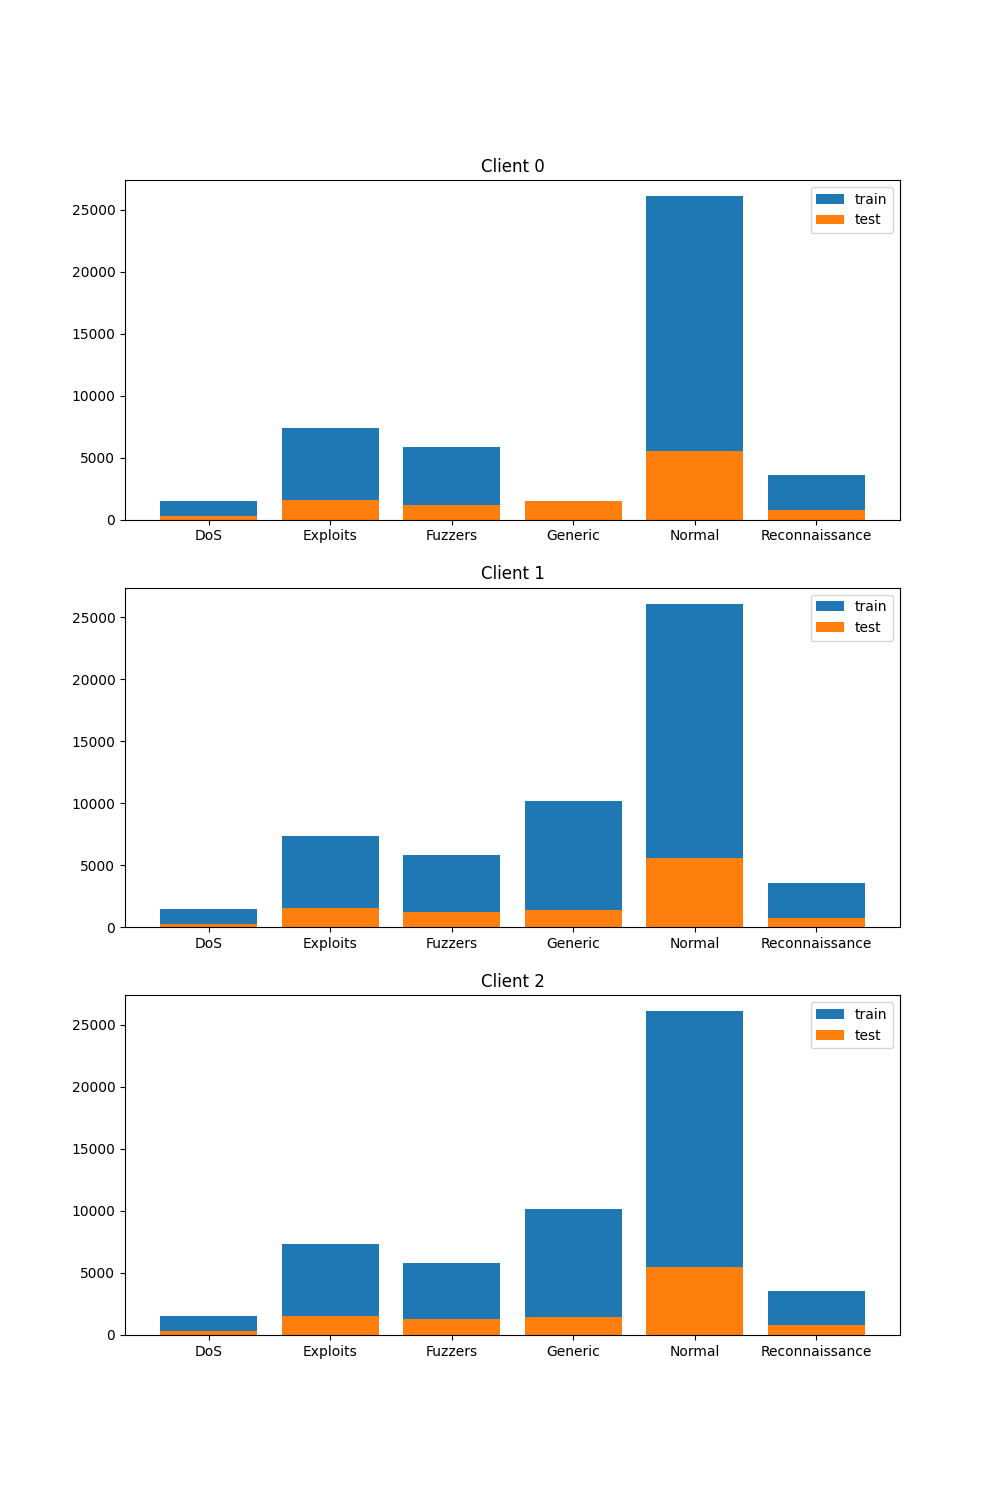 Client 0
25000
20000
15000
10000
5000
0
train
test
DoS Exploits Fuzzers Generic Normal Reconnaissance
Client 1
25000
20000
15000
10000
5000
0
train
test
DoS Exploits Fuzzers Generic Normal Reconnaissance
Client 2
25000
20000
15000
10000
5000
0
train
test
DoS Exploits Fuzzers Generic Normal Reconnaissance